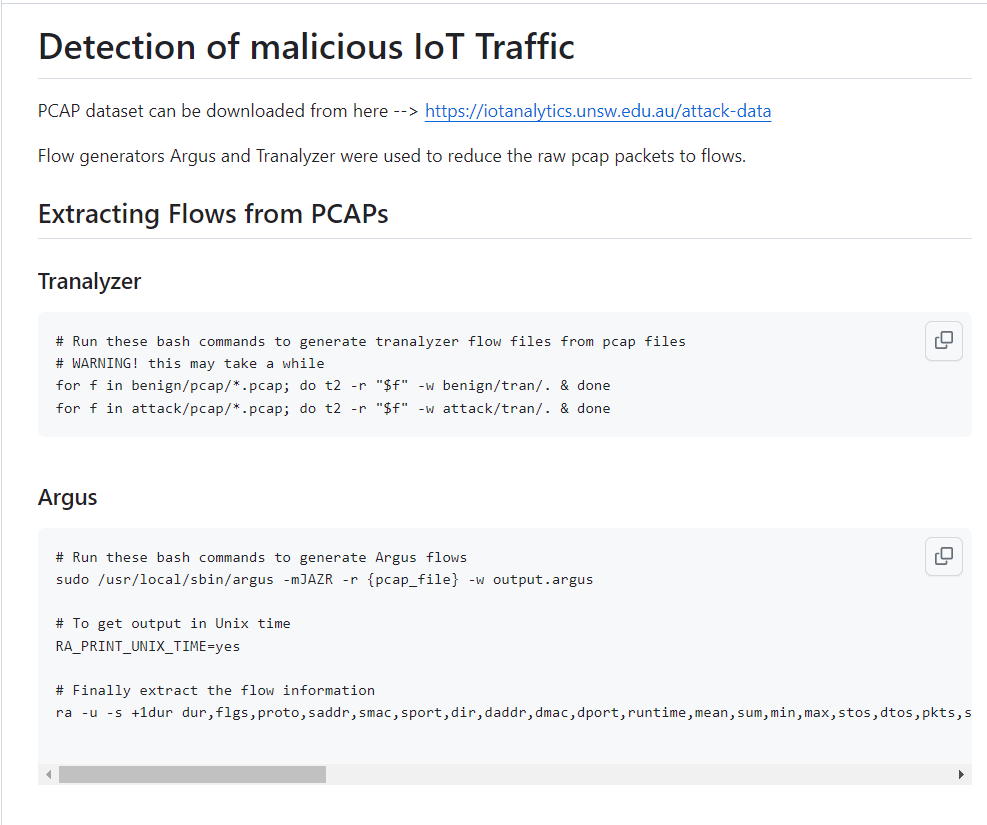 Detection of malicious IoT Traffic
PCAP dataset can be downloaded from here --> https://iotanalytics.unsw.edu.au/attack-data
Flow generators Argus and Tranalyzer were used to reduce the raw pcap packets to flows.
Extracting Flows from PCAPs
Tranalyzer
# Run these bash commands to generate tranalyzer flow files from pcap files
# WARNING! this may take a while
for f in benign/pcap/*.pcap; do t2 -r "$f" -w benign/tran/. & done
for f in attack/pcap/*.pcap; do t2 -r "$f" -w attack/tran/. & done
Argus
# Run these bash commands to generate Argus flows
sudo /usr/local/sbin/argus -mJAZR -r {pcap_file} -w output.argus
# To get output in Unix time
RA_PRINT_UNIX_TIME=yes
# Finally extract the flow information
ra -u -s +1dur dur,flgs,proto,saddr,smac,sport,dir,daddr,dmac,dport,runtime,mean,sum,min,max,stos,dtos,pkts,s